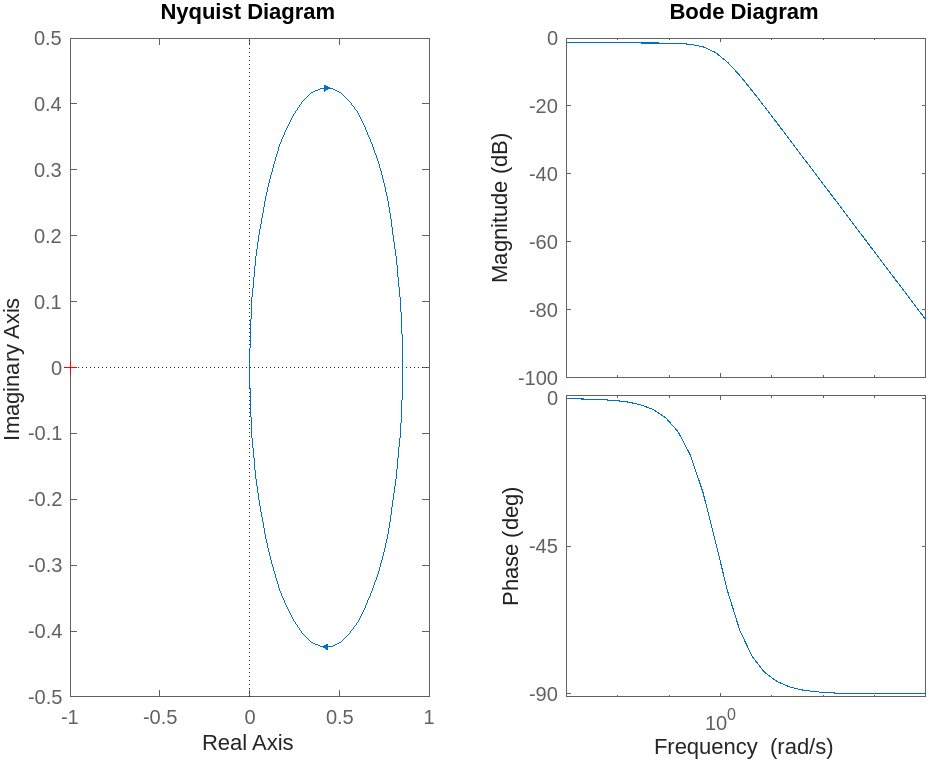 Nyquist Diagram
0.5
0.4
0.3
0.2
0.1
0
-0.1
-0.2
-0.3
-0.4
-0.5
Imaginary Axis
-1 -0.5 0 0.5 1
Real Axis
Bode Diagram
0
-20
-40
-60
-80
-100
Magnitude (dB)
0
-45
-90
Phase (deg)
10^0
Frequency (rad/s)